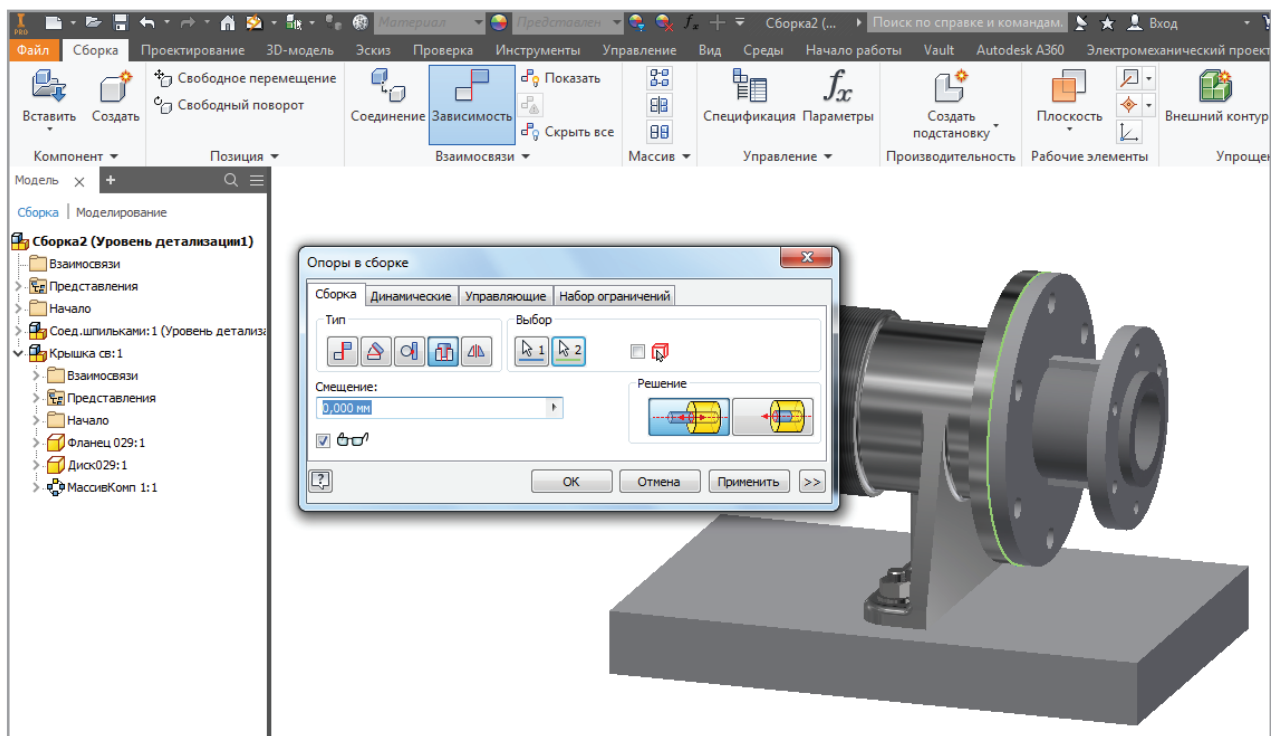 PRO Материал Представлен Сборка2 (... Поиск по справке и командам. Вход
Файл Сборка Проектирование 3D-модель Эскиз Проверка Инструменты Управление Вид Среды Начало работы Vault Autodesk A360 Электромеханический проект
Вставить
Создать
Свободное перемещение
Свободный поворот
Соединение
Зависимость
Показать
Скрыть все
Спецификация
Параметры
Создать
подстановку
Плоскость
Внешний контур
Компонент Позиция Взаимосвязи Массив Управление Производительность Рабочие элементы Упроще
Модель
Сборка | Моделирование
Сборка2 (Уровень детализации1)
Взаимосвязи
Представления
Начало
Соед.шпильками:1 (Уровень детализ
Крышка св:1
Взаимосвязи
Представления
Начало
Фланец 029:1
Диск029:1
МассивКомп 1:1
Опоры в сборке
Сборка Динамические Управляющие Набор ограничений
Тип
Выбор
1 2
Смещение:
0,000 мм
Решение
ОК Отмена Применить >>